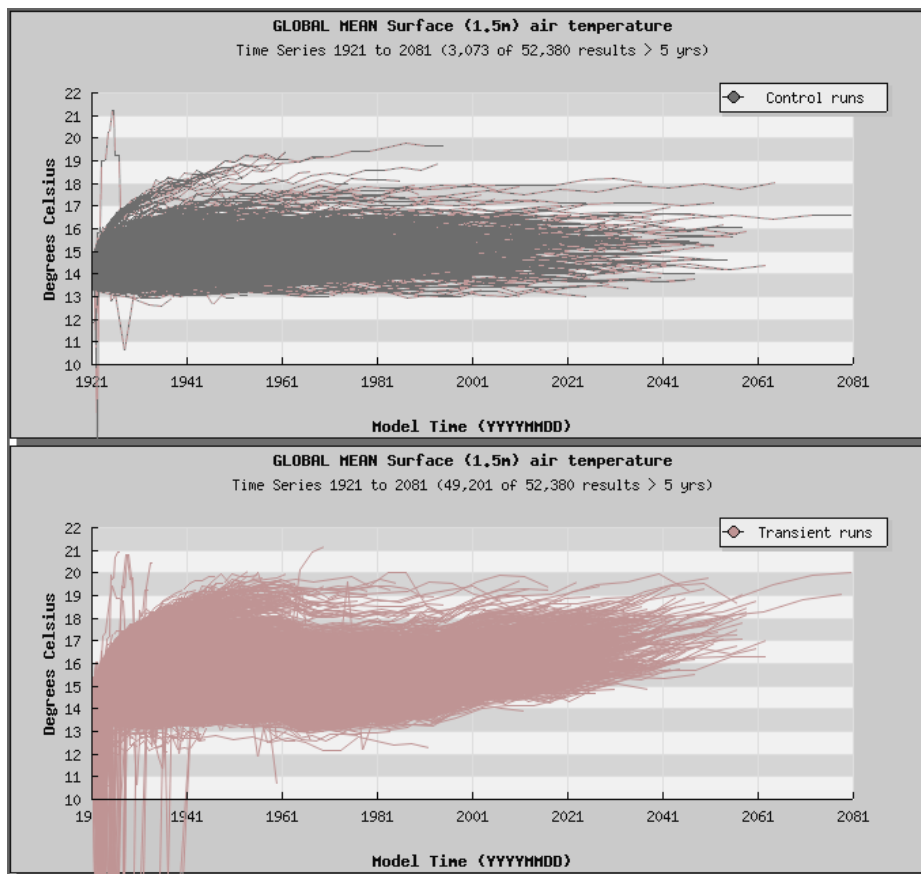 GLOBAL MEAN Surface (1.5m) air temperature
Time Series 1921 to 2081 (3,073 of 52,380 results > 5 yrs)
Control runs
Degrees Celsius
22
21
20
19
18
17
16
15
14
13
12
11
10
1921 1941 1961 1981 2001 2021 2041 2061 2081
Model Time (YYYYMMDD)
GLOBAL MEAN Surface (1.5m) air temperature
Time Series 1921 to 2081 (49,201 of 52,380 results > 5 yrs)
Transient runs
Degrees Celsius
22
21
20
19
18
17
16
15
14
13
12
11
10
19 1941 1961 1981 2001 2021 2041 2061 2081
Model Time (YYYYMMDD)